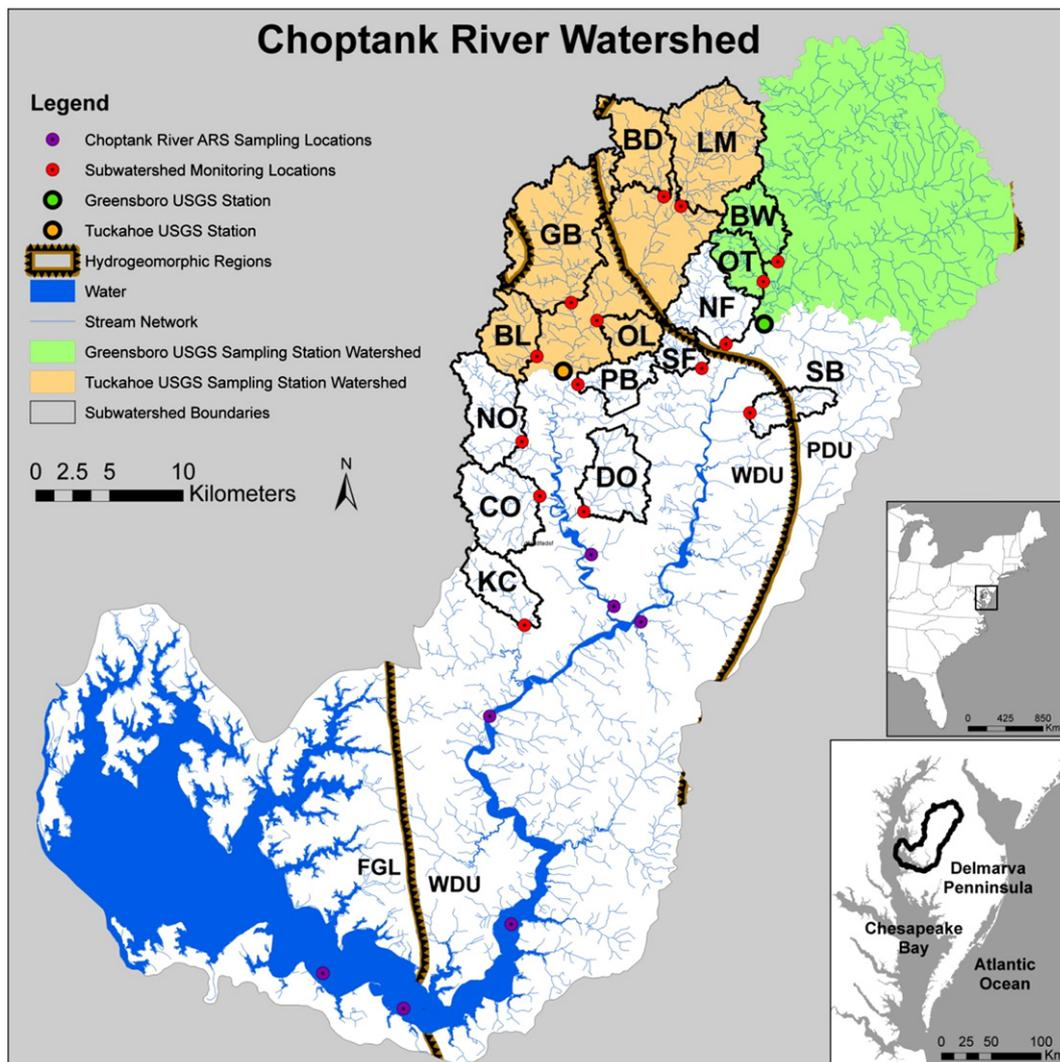 Choptank River Watershed
Legend
Choptank River ARS Sampling Locations
Subwatershed Monitoring Locations
Greensboro USGS Station
Tuckahoe USGS Station
Hydrogeomorphic Regions
Water
Stream Network
Greensboro USGS Sampling Station Watershed
Tuckahoe USGS Sampling Station Watershed
Subwatershed Boundaries
0 2.5 5 10
Kilometers
N
BD
LM
BW
GB
OT
NF
BL
OL
SF
PB
SB
NO
PDU
WDU
DO
CO
KC
FGL
WDU
0 425 850
Km
Delmarva
Penninsula
Chesapeake
Bay
Atlantic
Ocean
0 25 50 100
Km